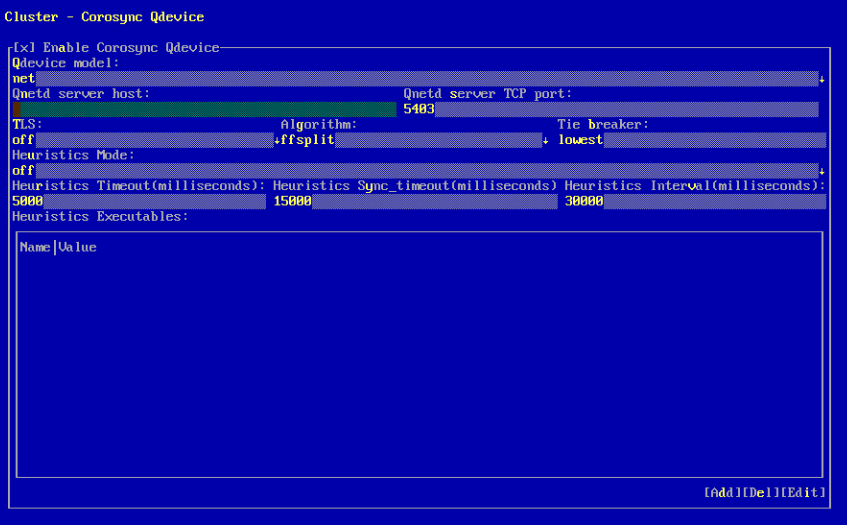 Cluster - Corosync Qdevice
[x] Enable Corosync Qdevice
Qdevice model:
net↓
Qnetd server host: Qnetd server TCP port:
5403
TLS: Algorithm: Tie breaker:
off↓ffsplit↓ lowest
Heuristics Mode:
off↓
Heuristics Timeout(milliseconds): Heuristics Sync_timeout(milliseconds) Heuristics Interval(milliseconds):
5000 15000 30000
Heuristics Executables:
Name|Value
[Add][Del][Edit]